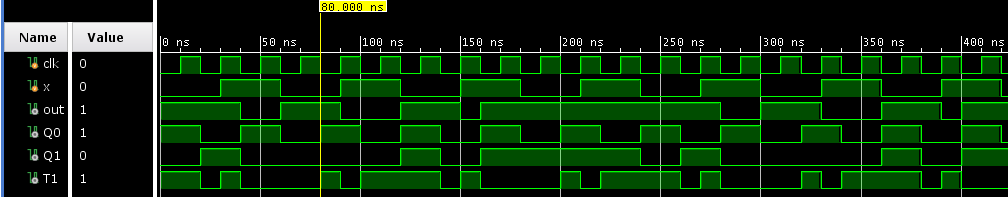 80.000 ns
Name Value 0 ns 50 ns 100 ns 150 ns 200 ns 250 ns 300 ns 350 ns 400 ns
clk 0
x 0
out 1
Q0 1
Q1 0
T1 1